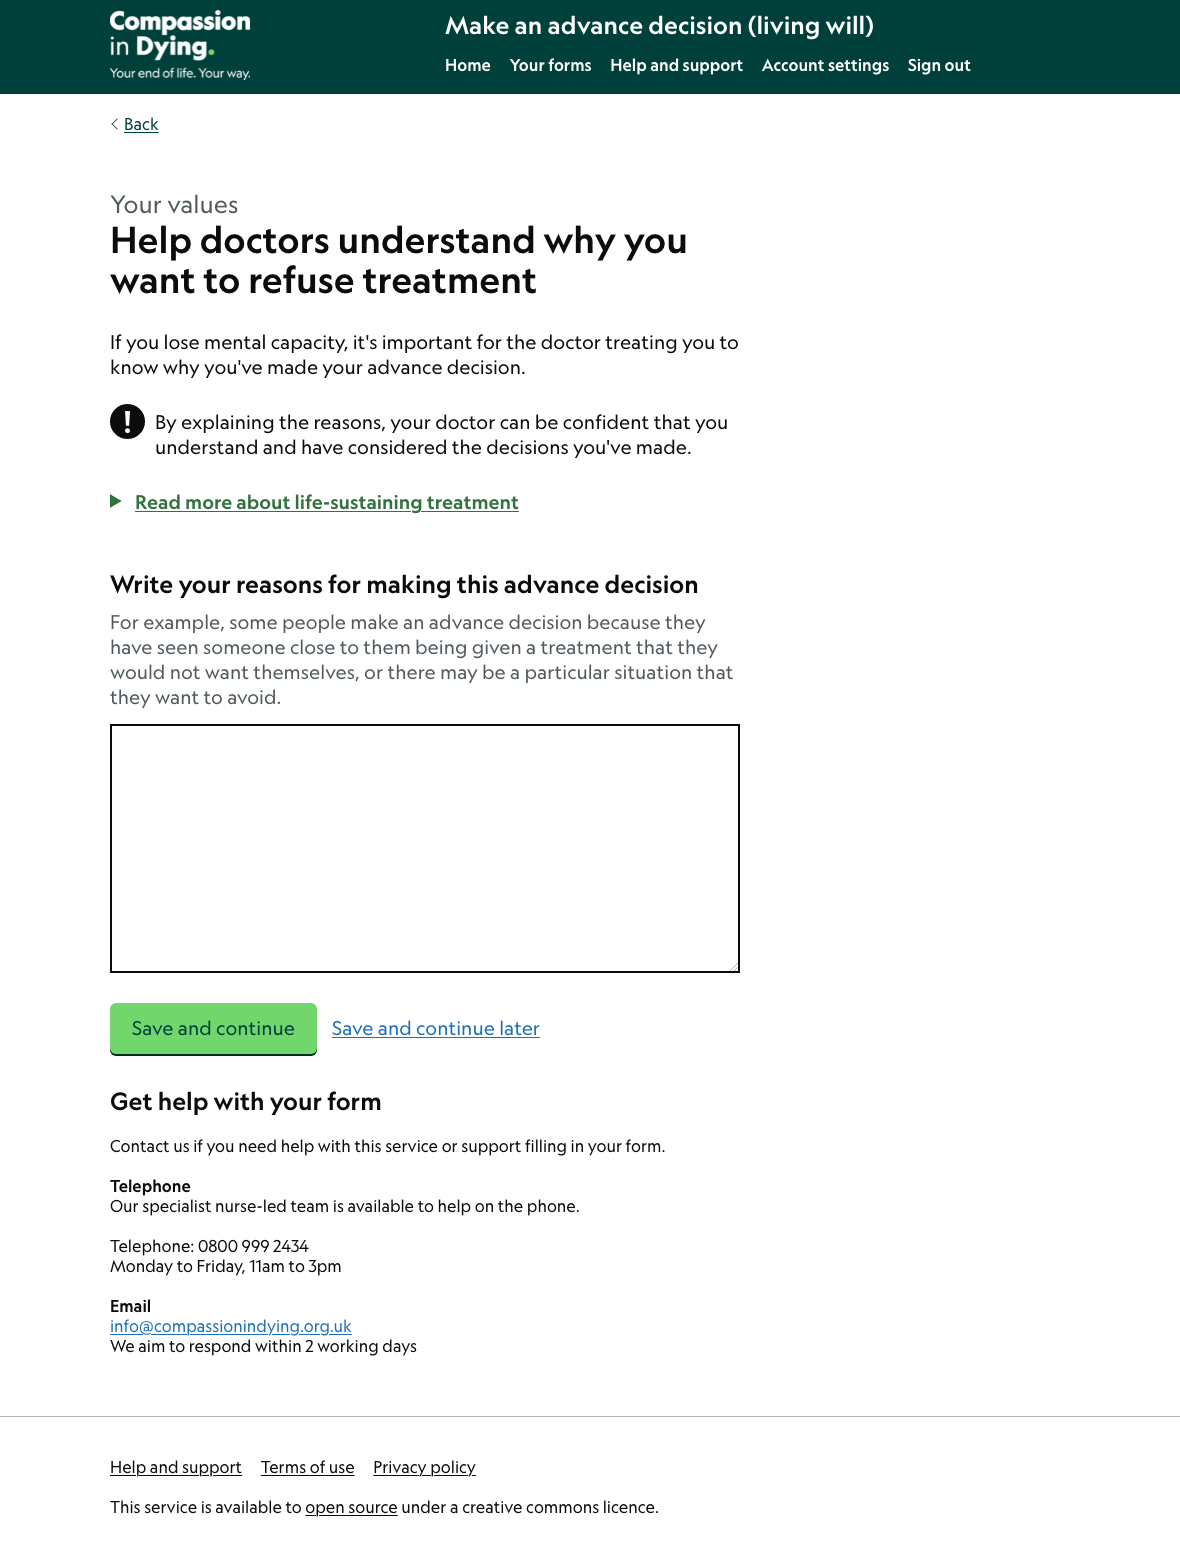 Compassion
in Dying.
Your end of life. Your way.
Make an advance decision (living will)
Home Your forms Help and support Account settings Sign out
Back
Your values
Help doctors understand why you
want to refuse treatment
If you lose mental capacity, it's important for the doctor treating you to
know why you've made your advance decision.
! By explaining the reasons, your doctor can be confident that you
understand and have considered the decisions you've made.
Read more about life-sustaining treatment
Write your reasons for making this advance decision
For example, some people make an advance decision because they
have seen someone close to them being given a treatment that they
would not want themselves, or there may be a particular situation that
they want to avoid.
Save and continue Save and continue later
Get help with your form
Contact us if you need help with this service or support filling in your form.
Telephone
Our specialist nurse-led team is available to help on the phone.
Telephone: 0800 999 2434
Monday to Friday, 11am to 3pm
Email
info@compassionindying.org.uk
We aim to respond within 2 working days
Help and support Terms of use Privacy policy
This service is available to open source under a creative commons licence.